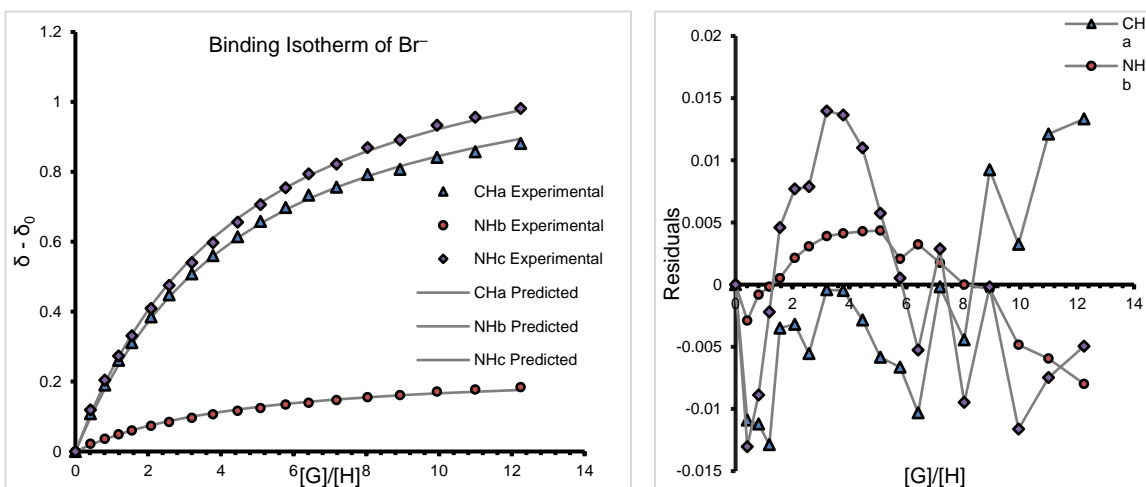 Binding Isotherm of Br⁻
δ - δ₀
1.2
1
0.8
0.6
0.4
0.2
0
0 2 4 6 8 10 12 14
[G]/[H]
CHa Experimental
NHb Experimental
NHc Experimental
CHa Predicted
NHb Predicted
NHc Predicted
CH
a
NH
b
Residuals
0.02
0.015
0.01
0.005
0
-0.005
-0.01
-0.015
0 2 4 6 8 10 12 14
[G]/[H]